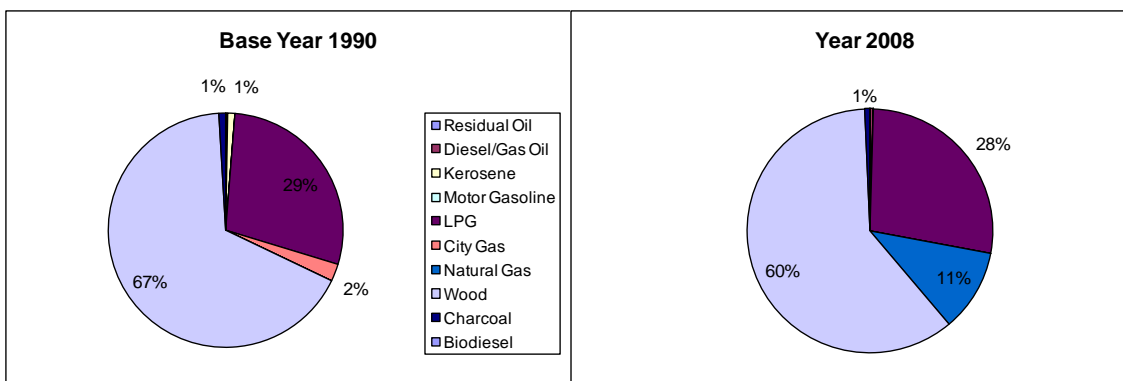 Base Year 1990
1%
1%
29%
67%
2%
Residual Oil
Diesel/Gas Oil
Kerosene
Motor Gasoline
LPG
City Gas
Natural Gas
Wood
Charcoal
Biodiesel
Year 2008
1%
28%
60%
11%